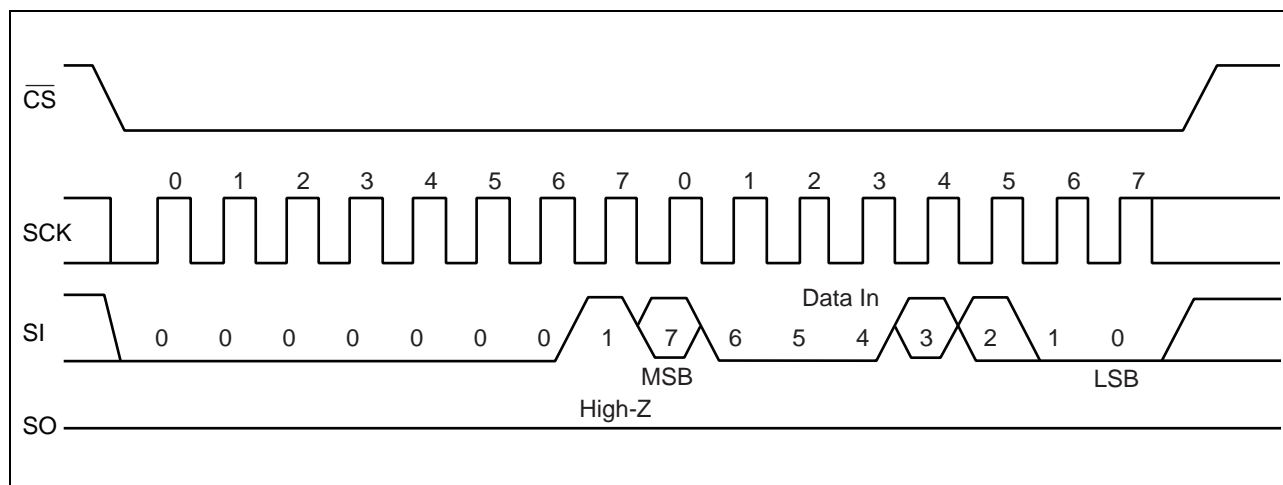 CS
0 1 2 3 4 5 6 7 0 1 2 3 4 5 6 7
SCK
Data In
SI
0 0 0 0 0 0 0 1 7 6 5 4 3 2 1 0
MSB LSB
High-Z
SO